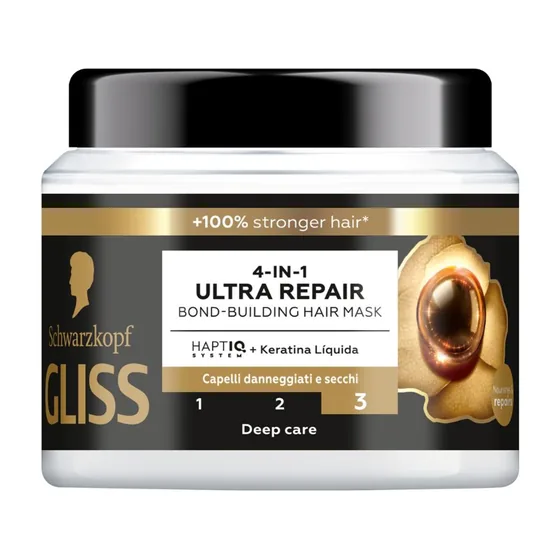 +100% stronger hair*
4-IN-1
ULTRA REPAIR
BOND-BUILDING HAIR MASK
HAPTIQ
SYSTEM
+ Keratina Líquida
Capelli danneggiati e secchi
1 2 3
Deep care
Schwarzkopf
GLISS